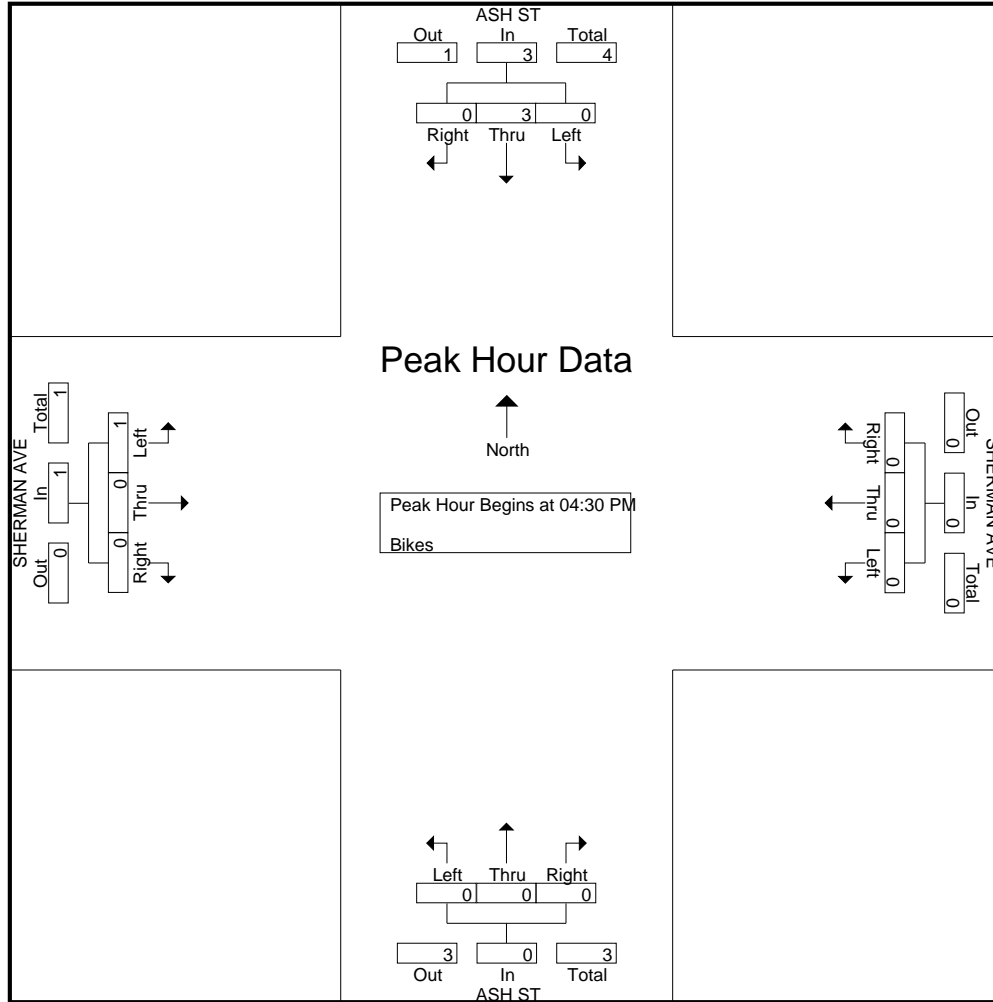 ASH ST
Out In Total
1 3 4
0 3 0
Right Thru Left
Peak Hour Data
North
Peak Hour Begins at 04:30 PM
Bikes
SHERMAN AVE
Out In Total
0 1 1
Right Thru Left
0 0 1
Right Thru Left
0 0 0
Out In Total
0 0 0
SHERMAN AVE
Left Thru Right
0 0 0
3 0 3
Out In Total
ASH ST